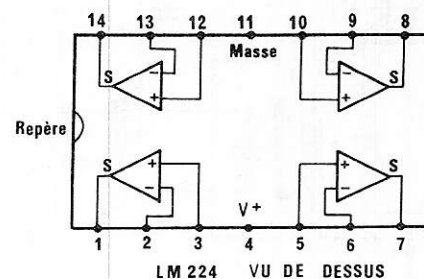 14 13 12 11 10 9 8
Masse
S − − S
+ +
Repère
S + + S
− −
V+
1 2 3 4 5 6 7
LM 224 VU DE DESSUS